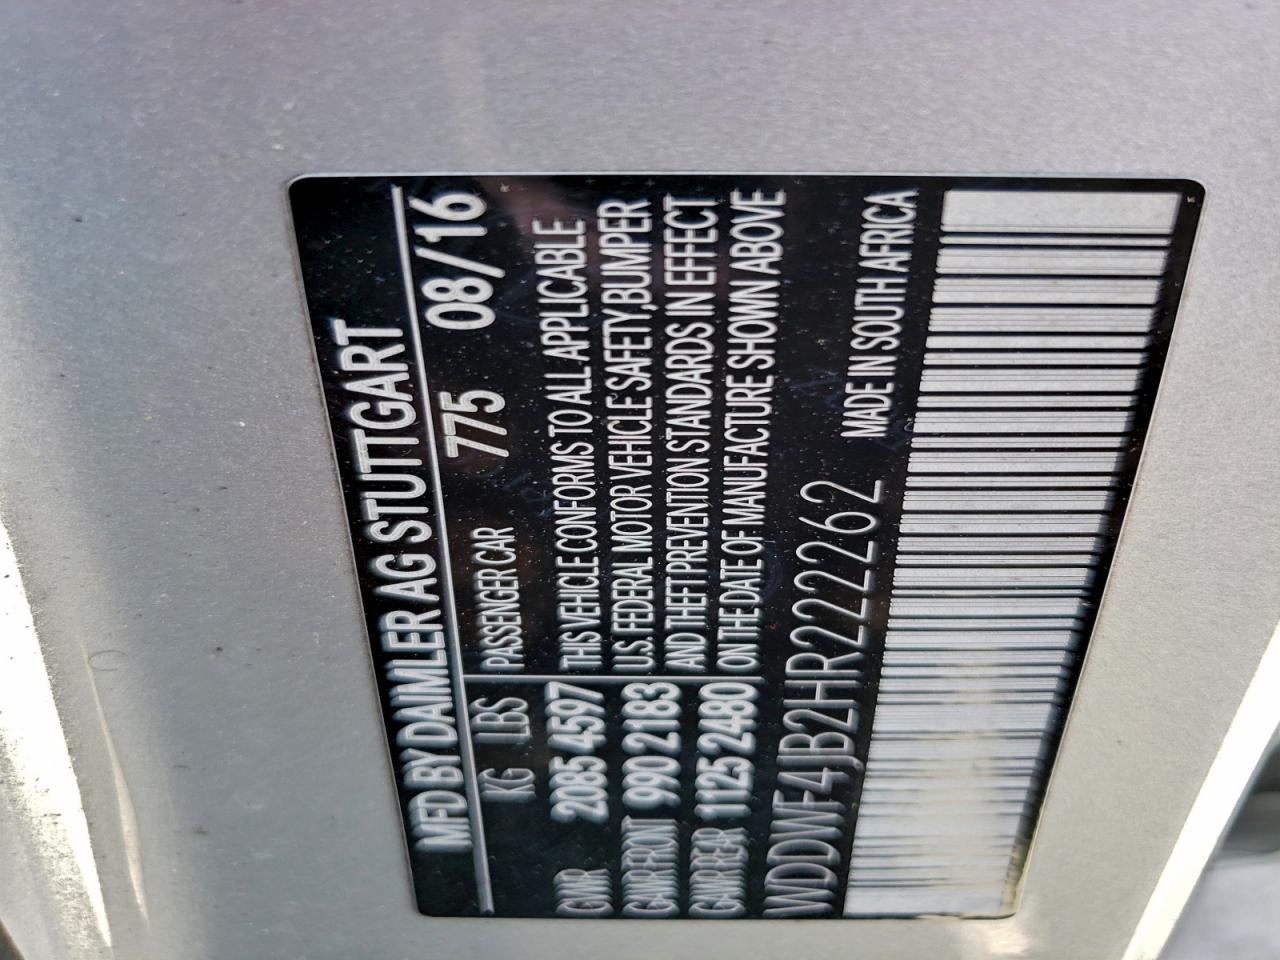 MFD BY DAIMLER AG STUTTGART
PASSENGER CAR 775 08/16
KG LBS
GVWR 2085 4597
GAWR FRONT 990 2183
GAWR REAR 1125 2480
THIS VEHICLE CONFORMS TO ALL APPLICABLE
U.S. FEDERAL MOTOR VEHICLE SAFETY,BUMPER
AND THEFT PREVENTION STANDARDS IN EFFECT
ON THE DATE OF MANUFACTURE SHOWN ABOVE
WDDWF4JB2HR222262
MADE IN SOUTH AFRICA